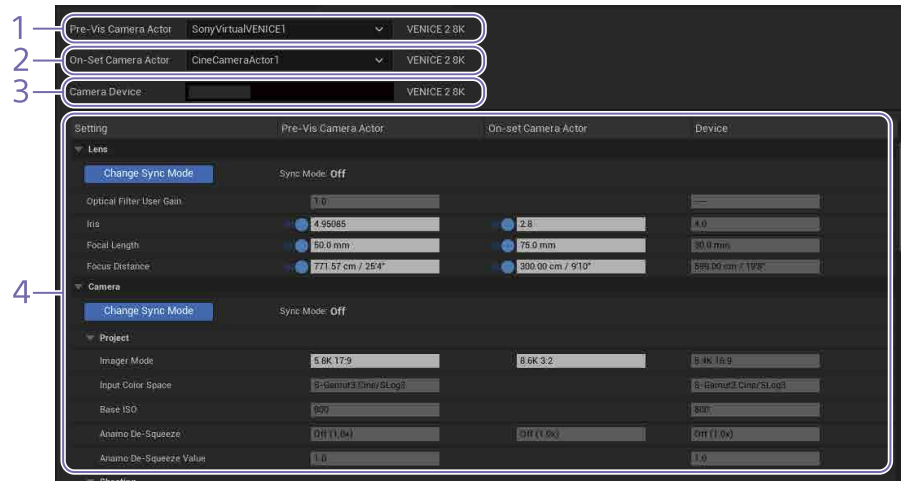 1 Pre-Vis Camera Actor SonyVirtualVENICE1 VENICE 2 8K
2 On-Set Camera Actor CineCameraActor1 VENICE 2 8K
3 Camera Device VENICE 2 8K
Setting Pre-Vis Camera Actor On-set Camera Actor Device
Lens
Change Sync Mode Sync Mode: Off
Optical Filter User Gain 1.0 ----
Iris 4.95085 2.8 4.0
Focal Length 50.0 mm 75.0 mm 30.0 mm
Focus Distance 771.57 cm / 25'4" 300.00 cm / 9'10" 599.00 cm / 19'8"
4 Camera
Change Sync Mode Sync Mode: Off
Project
Imager Mode 5.8K 17:9 8.6K 3:2 5.4K 16:9
Input Color Space S-Gamut3.Cine/SLog3 S-Gamut3.Cine/SLog3
Base ISO 800 800
Anamo De-Squeeze Off (1.0x) Off (1.0x) Off (1.0x)
Anamo De-Squeeze Value 1.0 1.0
Shooting